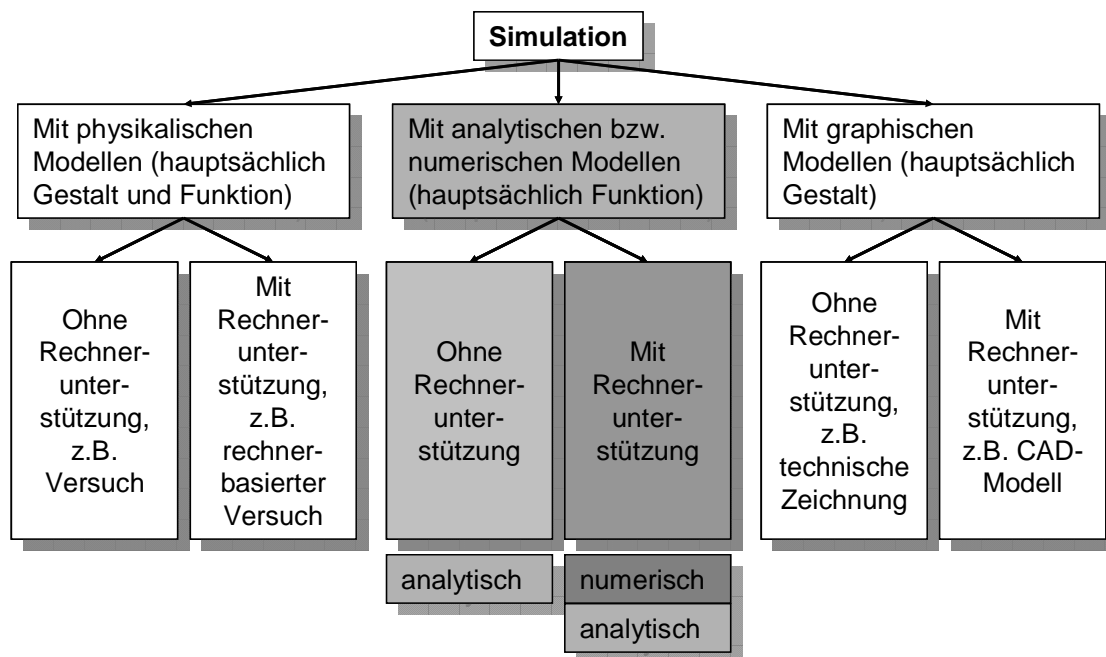 Simulation
Mit physikalischen
Modellen (hauptsächlich
Gestalt und Funktion)
Mit analytischen bzw.
numerischen Modellen
(hauptsächlich Funktion)
Mit graphischen
Modellen (hauptsächlich
Gestalt)
Ohne
Rechner-
unter-
stützung,
z.B.
Versuch
Mit
Rechner-
unter-
stützung,
z.B.
rechner-
basierter
Versuch
Ohne
Rechner-
unter-
stützung
Mit
Rechner-
unter-
stützung
Ohne
Rechner-
unter-
stützung,
z.B.
technische
Zeichnung
Mit
Rechner-
unter-
stützung,
z.B. CAD-
Modell
analytisch
numerisch
analytisch